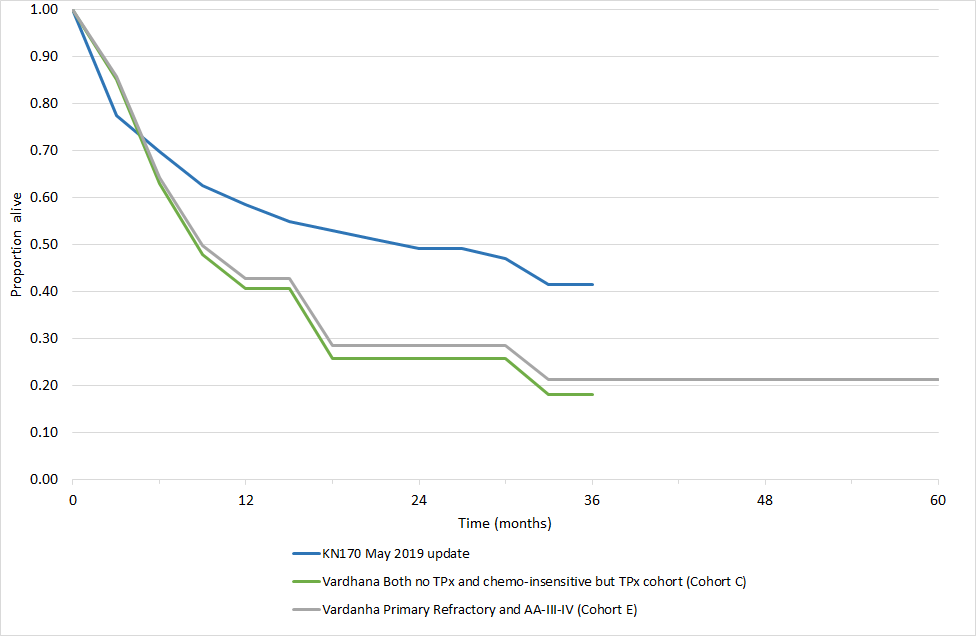 1.00
0.90
0.80
0.70
0.60
0.50
0.40
0.30
0.20
0.10
0.00
Proportion alive
0 12 24 36 48 60
Time (months)
KN170 May 2019 update
Vardhana Both no TPx and chemo-insensitive but TPx cohort (Cohort C)
Vardanha Primary Refractory and AA-III-IV (Cohort E)